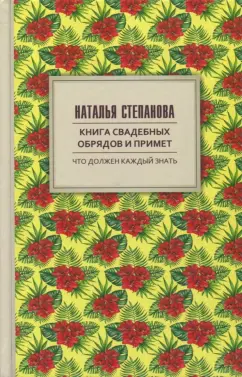 НАТАЛЬЯ СТЕПАНОВА
КНИГА СВАДЕБНЫХ
ОБРЯДОВ И ПРИМЕТ
ЧТО ДОЛЖЕН КАЖДЫЙ ЗНАТЬ